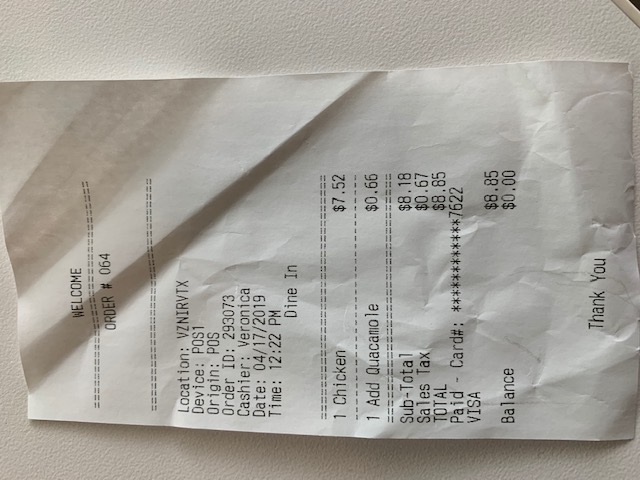 WELCOME
ORDER # 064
Location: VZNIRVTX
Device: POS1
Origin: POS
Order ID: 293073
Cashier: Veronica
Date: 04/17/2019
Time: 12:22 PM
Dine In
1 Chicken $7.52
1 Add Guacamole $0.66
Sub-Total $8.18
Sales Tax $0.67
TOTAL $8.85
Paid - Card#: ************7622
VISA $8.85
Balance $0.00
Thank You